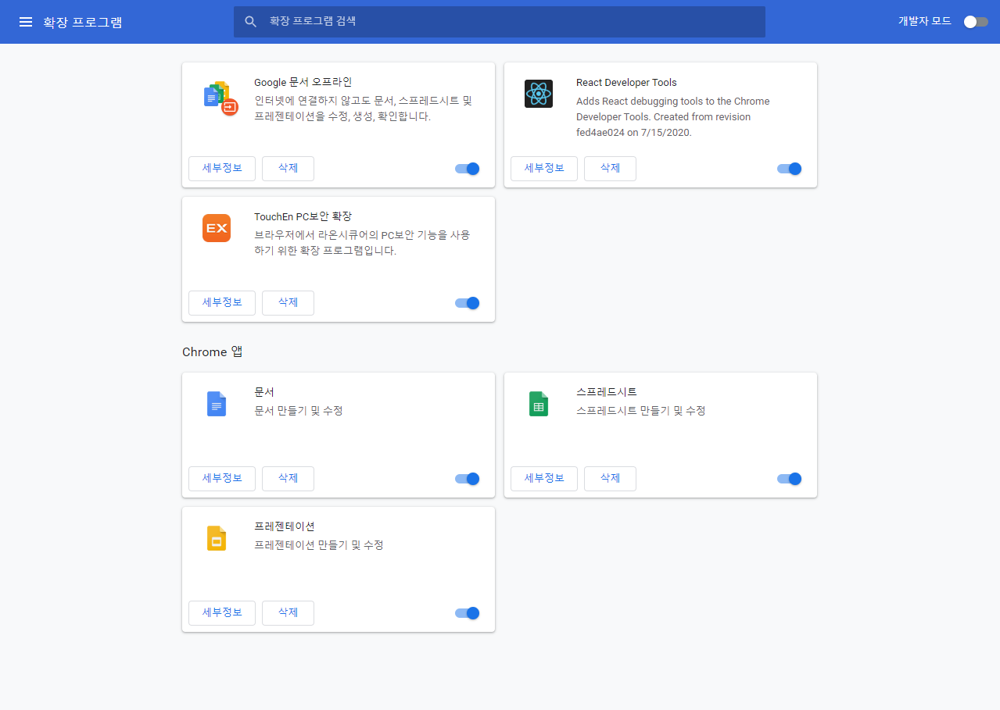 확장 프로그램
확장 프로그램 검색
개발자 모드
Google 문서 오프라인
인터넷에 연결하지 않고도 문서, 스프레드시트 및
프레젠테이션을 수정, 생성, 확인합니다.
세부정보
삭제
React Developer Tools
Adds React debugging tools to the Chrome
Developer Tools. Created from revision
fed4ae024 on 7/15/2020.
세부정보
삭제
EX
TouchEn PC보안 확장
브라우저에서 라온시큐어의 PC보안 기능을 사용
하기 위한 확장 프로그램입니다.
세부정보
삭제
Chrome 앱
문서
문서 만들기 및 수정
세부정보
삭제
스프레드시트
스프레드시트 만들기 및 수정
세부정보
삭제
프레젠테이션
프레젠테이션 만들기 및 수정
세부정보
삭제